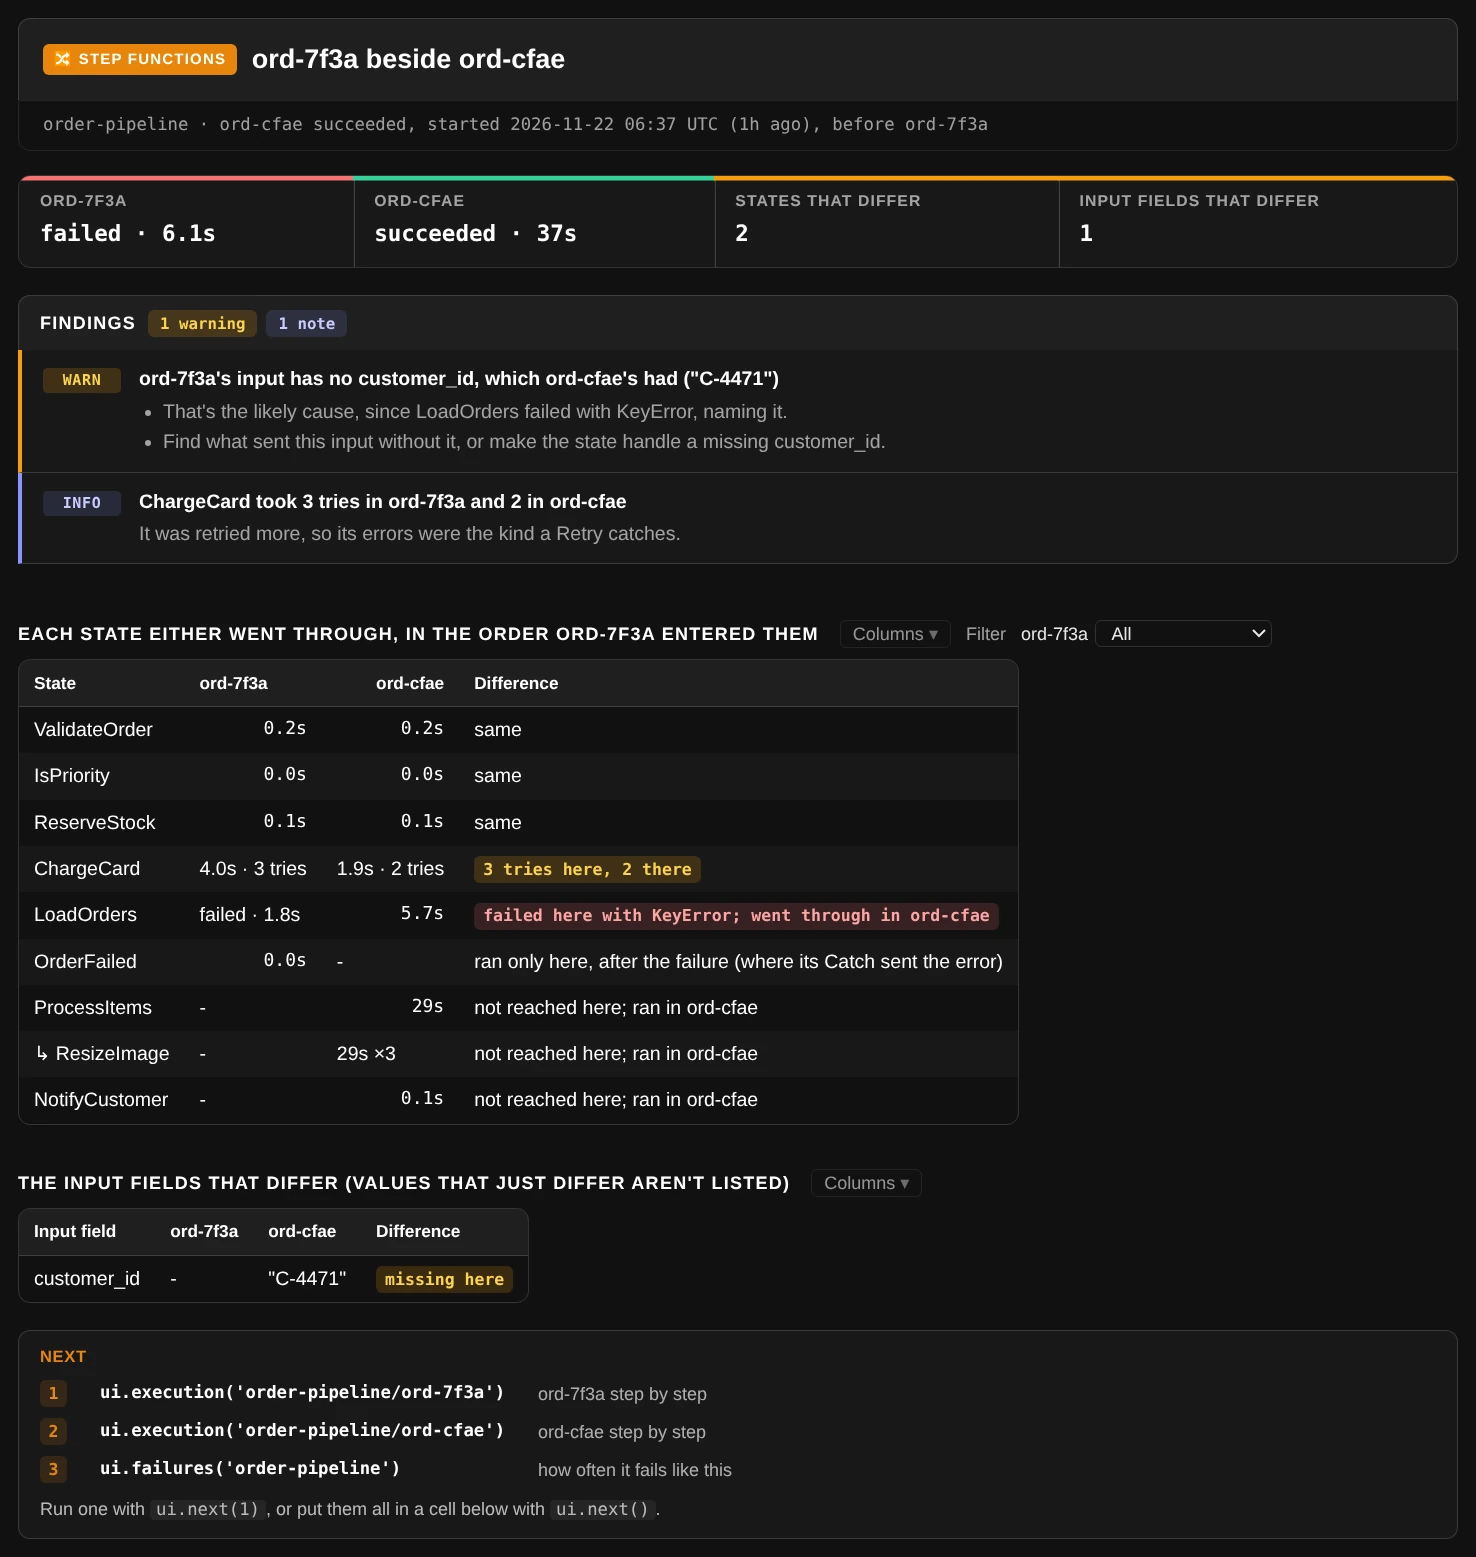 STEP FUNCTIONS ord-7f3a beside ord-cfae
order-pipeline · ord-cfae succeeded, started 2026-11-22 06:37 UTC (1h ago), before ord-7f3a
ORD-7F3A ORD-CFAE STATES THAT DIFFER INPUT FIELDS THAT DIFFER
failed · 6.1s succeeded · 37s 2 1
FINDINGS 1 warning 1 note
WARN ord-7f3a's input has no customer_id, which ord-cfae's had ("C-4471")
• That's the likely cause, since LoadOrders failed with KeyError, naming it.
• Find what sent this input without it, or make the state handle a missing customer_id.
INFO ChargeCard took 3 tries in ord-7f3a and 2 in ord-cfae
It was retried more, so its errors were the kind a Retry catches.
EACH STATE EITHER WENT THROUGH, IN THE ORDER ORD-7F3A ENTERED THEM Columns ▾ Filter ord-7f3a All
State ord-7f3a ord-cfae Difference
ValidateOrder 0.2s 0.2s same
IsPriority 0.0s 0.0s same
ReserveStock 0.1s 0.1s same
ChargeCard 4.0s · 3 tries 1.9s · 2 tries 3 tries here, 2 there
LoadOrders failed · 1.8s 5.7s failed here with KeyError; went through in ord-cfae
OrderFailed 0.0s - ran only here, after the failure (where its Catch sent the error)
ProcessItems - 29s not reached here; ran in ord-cfae
↳ ResizeImage - 29s ×3 not reached here; ran in ord-cfae
NotifyCustomer - 0.1s not reached here; ran in ord-cfae
THE INPUT FIELDS THAT DIFFER (VALUES THAT JUST DIFFER AREN'T LISTED) Columns ▾
Input field ord-7f3a ord-cfae Difference
customer_id - "C-4471" missing here
NEXT
1 ui.execution('order-pipeline/ord-7f3a') ord-7f3a step by step
2 ui.execution('order-pipeline/ord-cfae') ord-cfae step by step
3 ui.failures('order-pipeline') how often it fails like this
Run one with ui.next(1), or put them all in a cell below with ui.next().